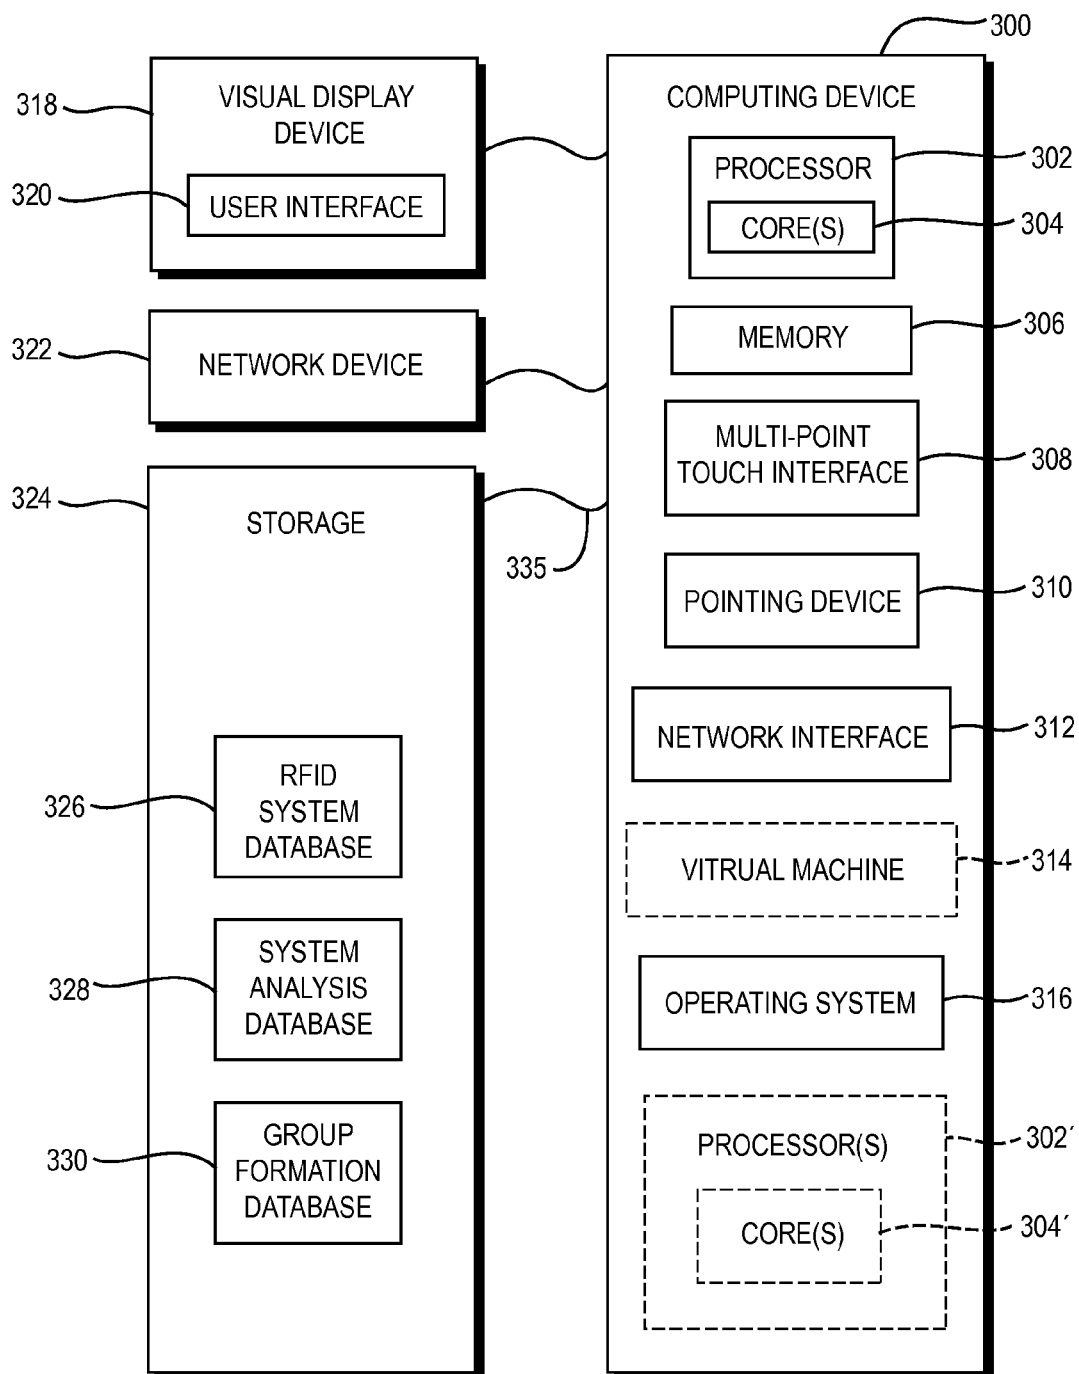 300
318
VISUAL DISPLAY
DEVICE
320
USER INTERFACE
322
NETWORK DEVICE
324
STORAGE
335
326
RFID
SYSTEM
DATABASE
328
SYSTEM
ANALYSIS
DATABASE
330
GROUP
FORMATION
DATABASE
COMPUTING DEVICE
PROCESSOR
302
CORE(S)
304
MEMORY
306
MULTI-POINT
TOUCH INTERFACE
308
POINTING DEVICE
310
NETWORK INTERFACE
312
VITRUAL MACHINE
314
OPERATING SYSTEM
316
PROCESSOR(S)
302´
CORE(S)
304´